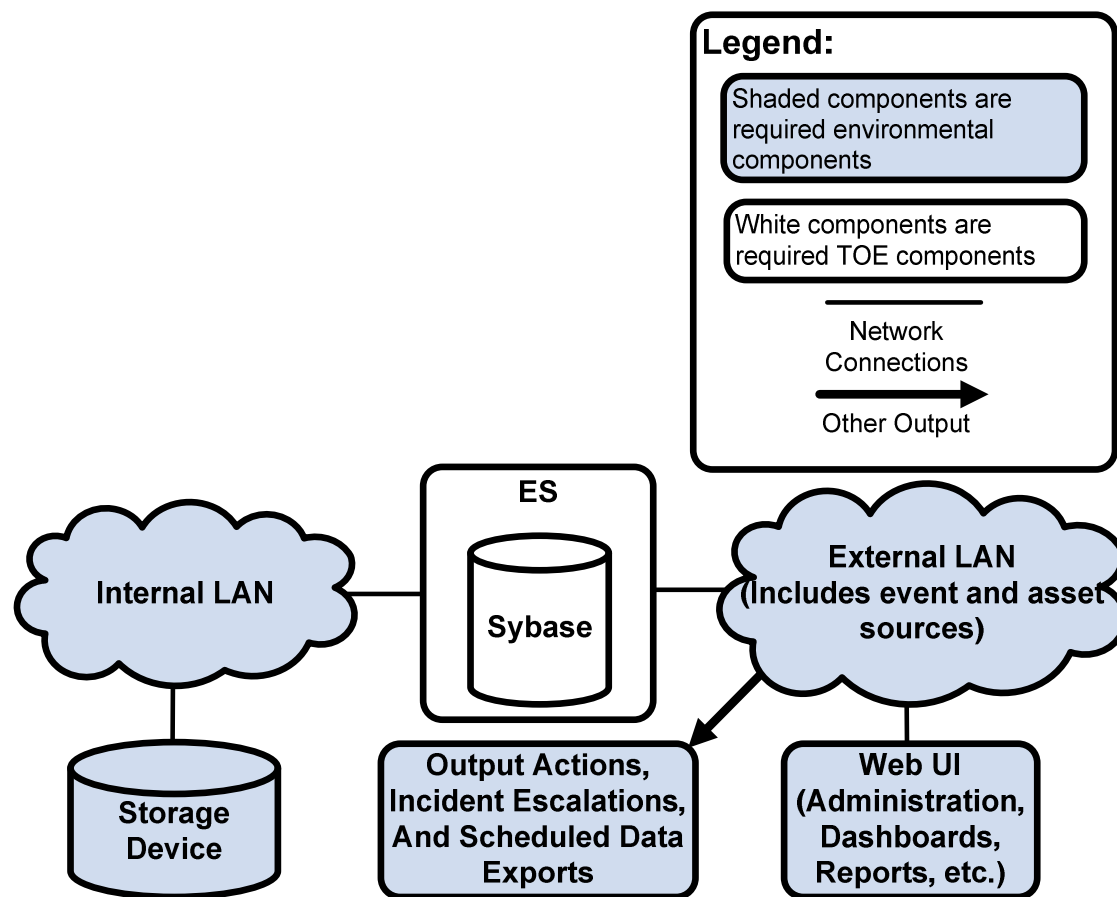 Legend:
Shaded components are
required environmental
components
White components are
required TOE components
Network
Connections
Other Output
ES
Sybase
Internal LAN
External LAN
(Includes event and asset
sources)
Storage
Device
Output Actions,
Incident Escalations,
And Scheduled Data
Exports
Web UI
(Administration,
Dashboards,
Reports, etc.)